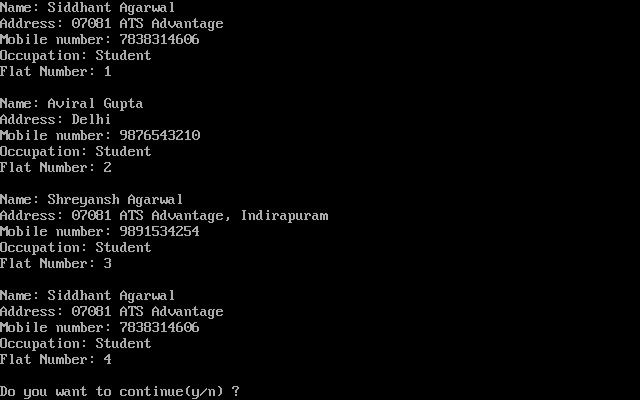 Name: Siddhant Agarwal
Address: 07081 ATS Advantage
Mobile number: 7838314606
Occupation: Student
Flat Number: 1
Name: Aviral Gupta
Address: Delhi
Mobile number: 9876543210
Occupation: Student
Flat Number: 2
Name: Shreyansh Agarwal
Address: 07081 ATS Advantage, Indirapuram
Mobile number: 9891534254
Occupation: Student
Flat Number: 3
Name: Siddhant Agarwal
Address: 07081 ATS Advantage
Mobile number: 7838314606
Occupation: Student
Flat Number: 4
Do you want to continue(y/n) ?